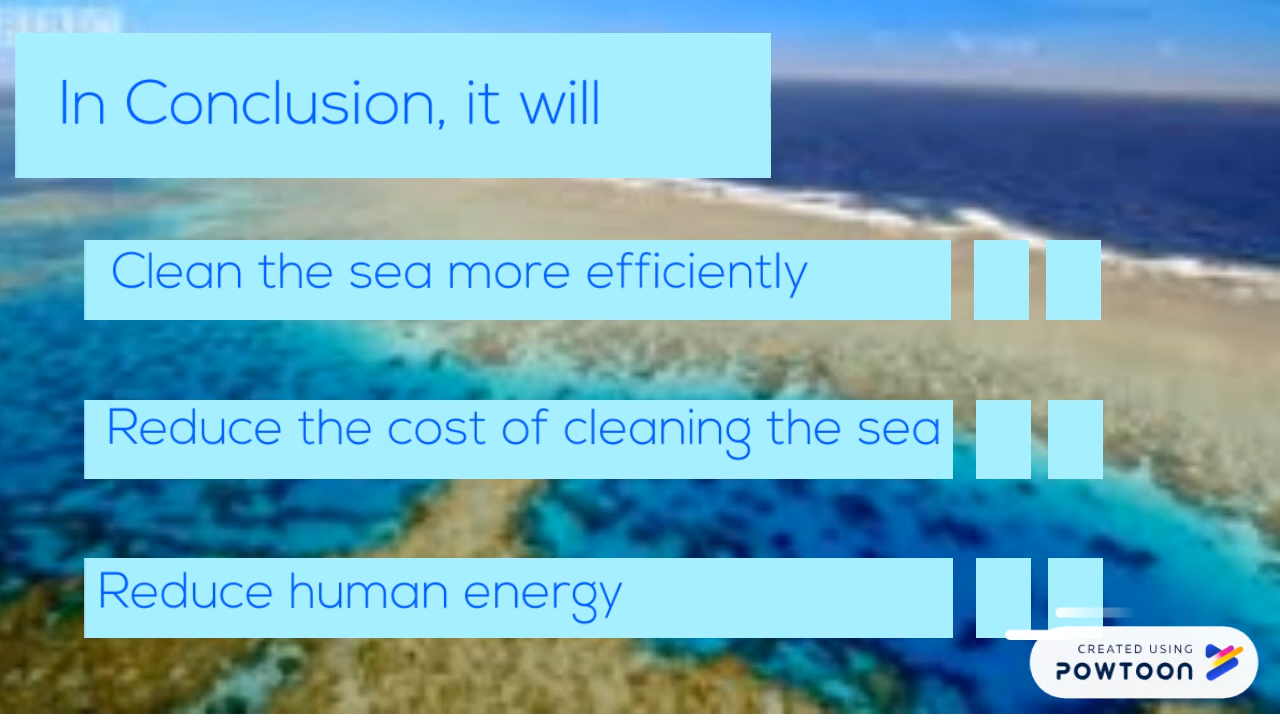 In Conclusion, it will
Clean the sea more efficiently
Reduce the cost of cleaning the sea
Reduce human energy
CREATED USING
POWTOON